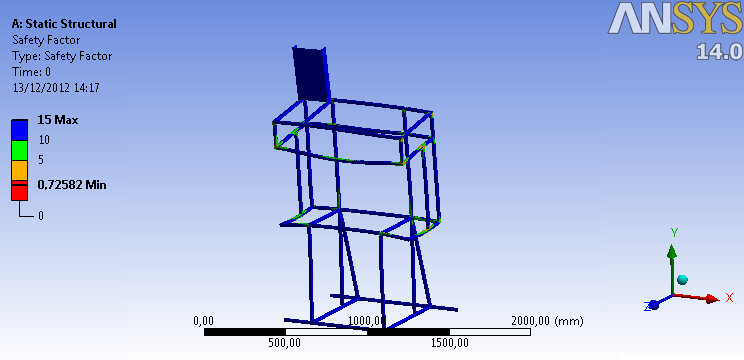 A: Static Structural
Safety Factor
Type: Safety Factor
Time: 0
13/12/2012 14:17
15 Max
10
5
0,72582 Min
0
ANSYS
14.0
Y
X
Z
0,00
1000,00
2000,00 (mm)
500,00
1500,00